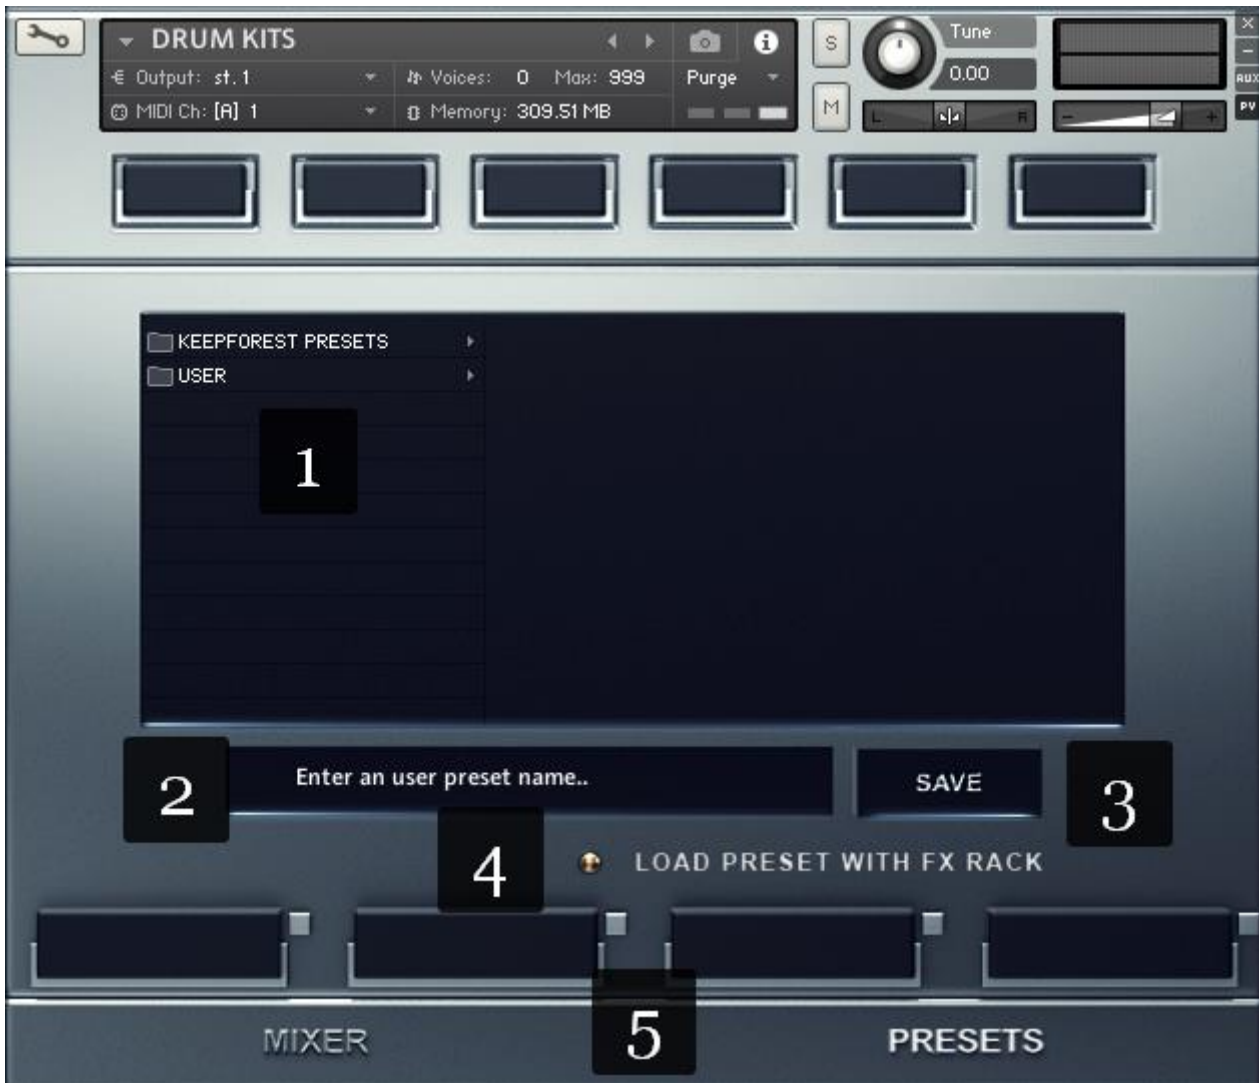 DRUM KITS
S
Tune
Output: st. 1
Voices: 0 Max: 999
Purge
0.00
AUX
MIDI Ch: [A] 1
Memory: 309.51 MB
M
L
R
PV
KEEPFOREST PRESETS
USER
1
2
Enter an user preset name..
SAVE
3
4
LOAD PRESET WITH FX RACK
MIXER
5
PRESETS